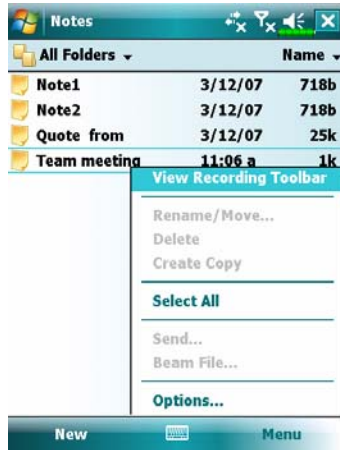 Notes
All Folders Name
Note1 3/12/07 718b
Note2 3/12/07 718b
Quote from 3/12/07 25k
Team meeting 11:06 a 1k
View Recording Toolbar
Rename/Move...
Delete
Create Copy
Select All
Send...
Beam File...
Options...
New Menu